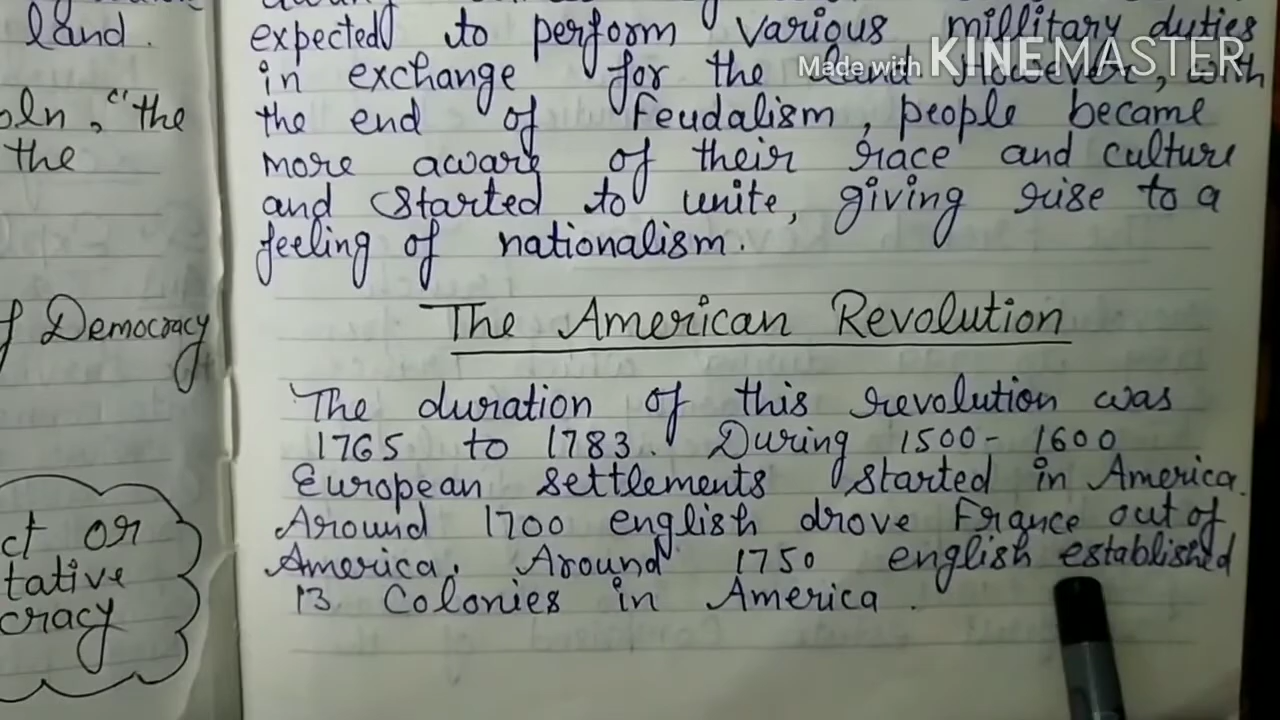 land.
oln, "the
the
f Democracy
ct or
tative
cracy
expected to perform various millitary duties
in exchange for the land However, with
the end of Feudalism, people became
more aware of their race and culture
and started to unite, giving rise to a
feeling of nationalism.
The American Revolution
The duration of this revolution was
1765 to 1783. During 1500 - 1600
European settlements started in America.
Around 1700 english drove France out of
America. Around 1750 english established
13 Colonies in America.
Made with KINEMASTER